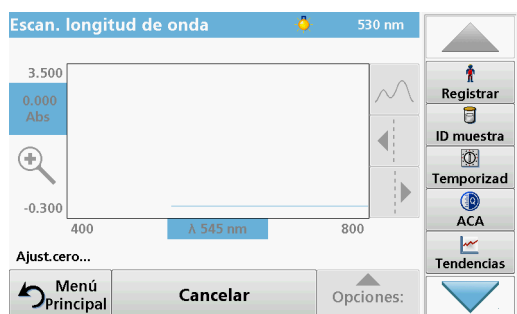 Escan. longitud de onda 530 nm
3.500
0.000
Abs
-0.300
400 λ 545 nm 800
Ajust.cero...
Menú
Principal
Cancelar
Opciones:
Registrar
ID muestra
Temporizad
ACA
Tendencias